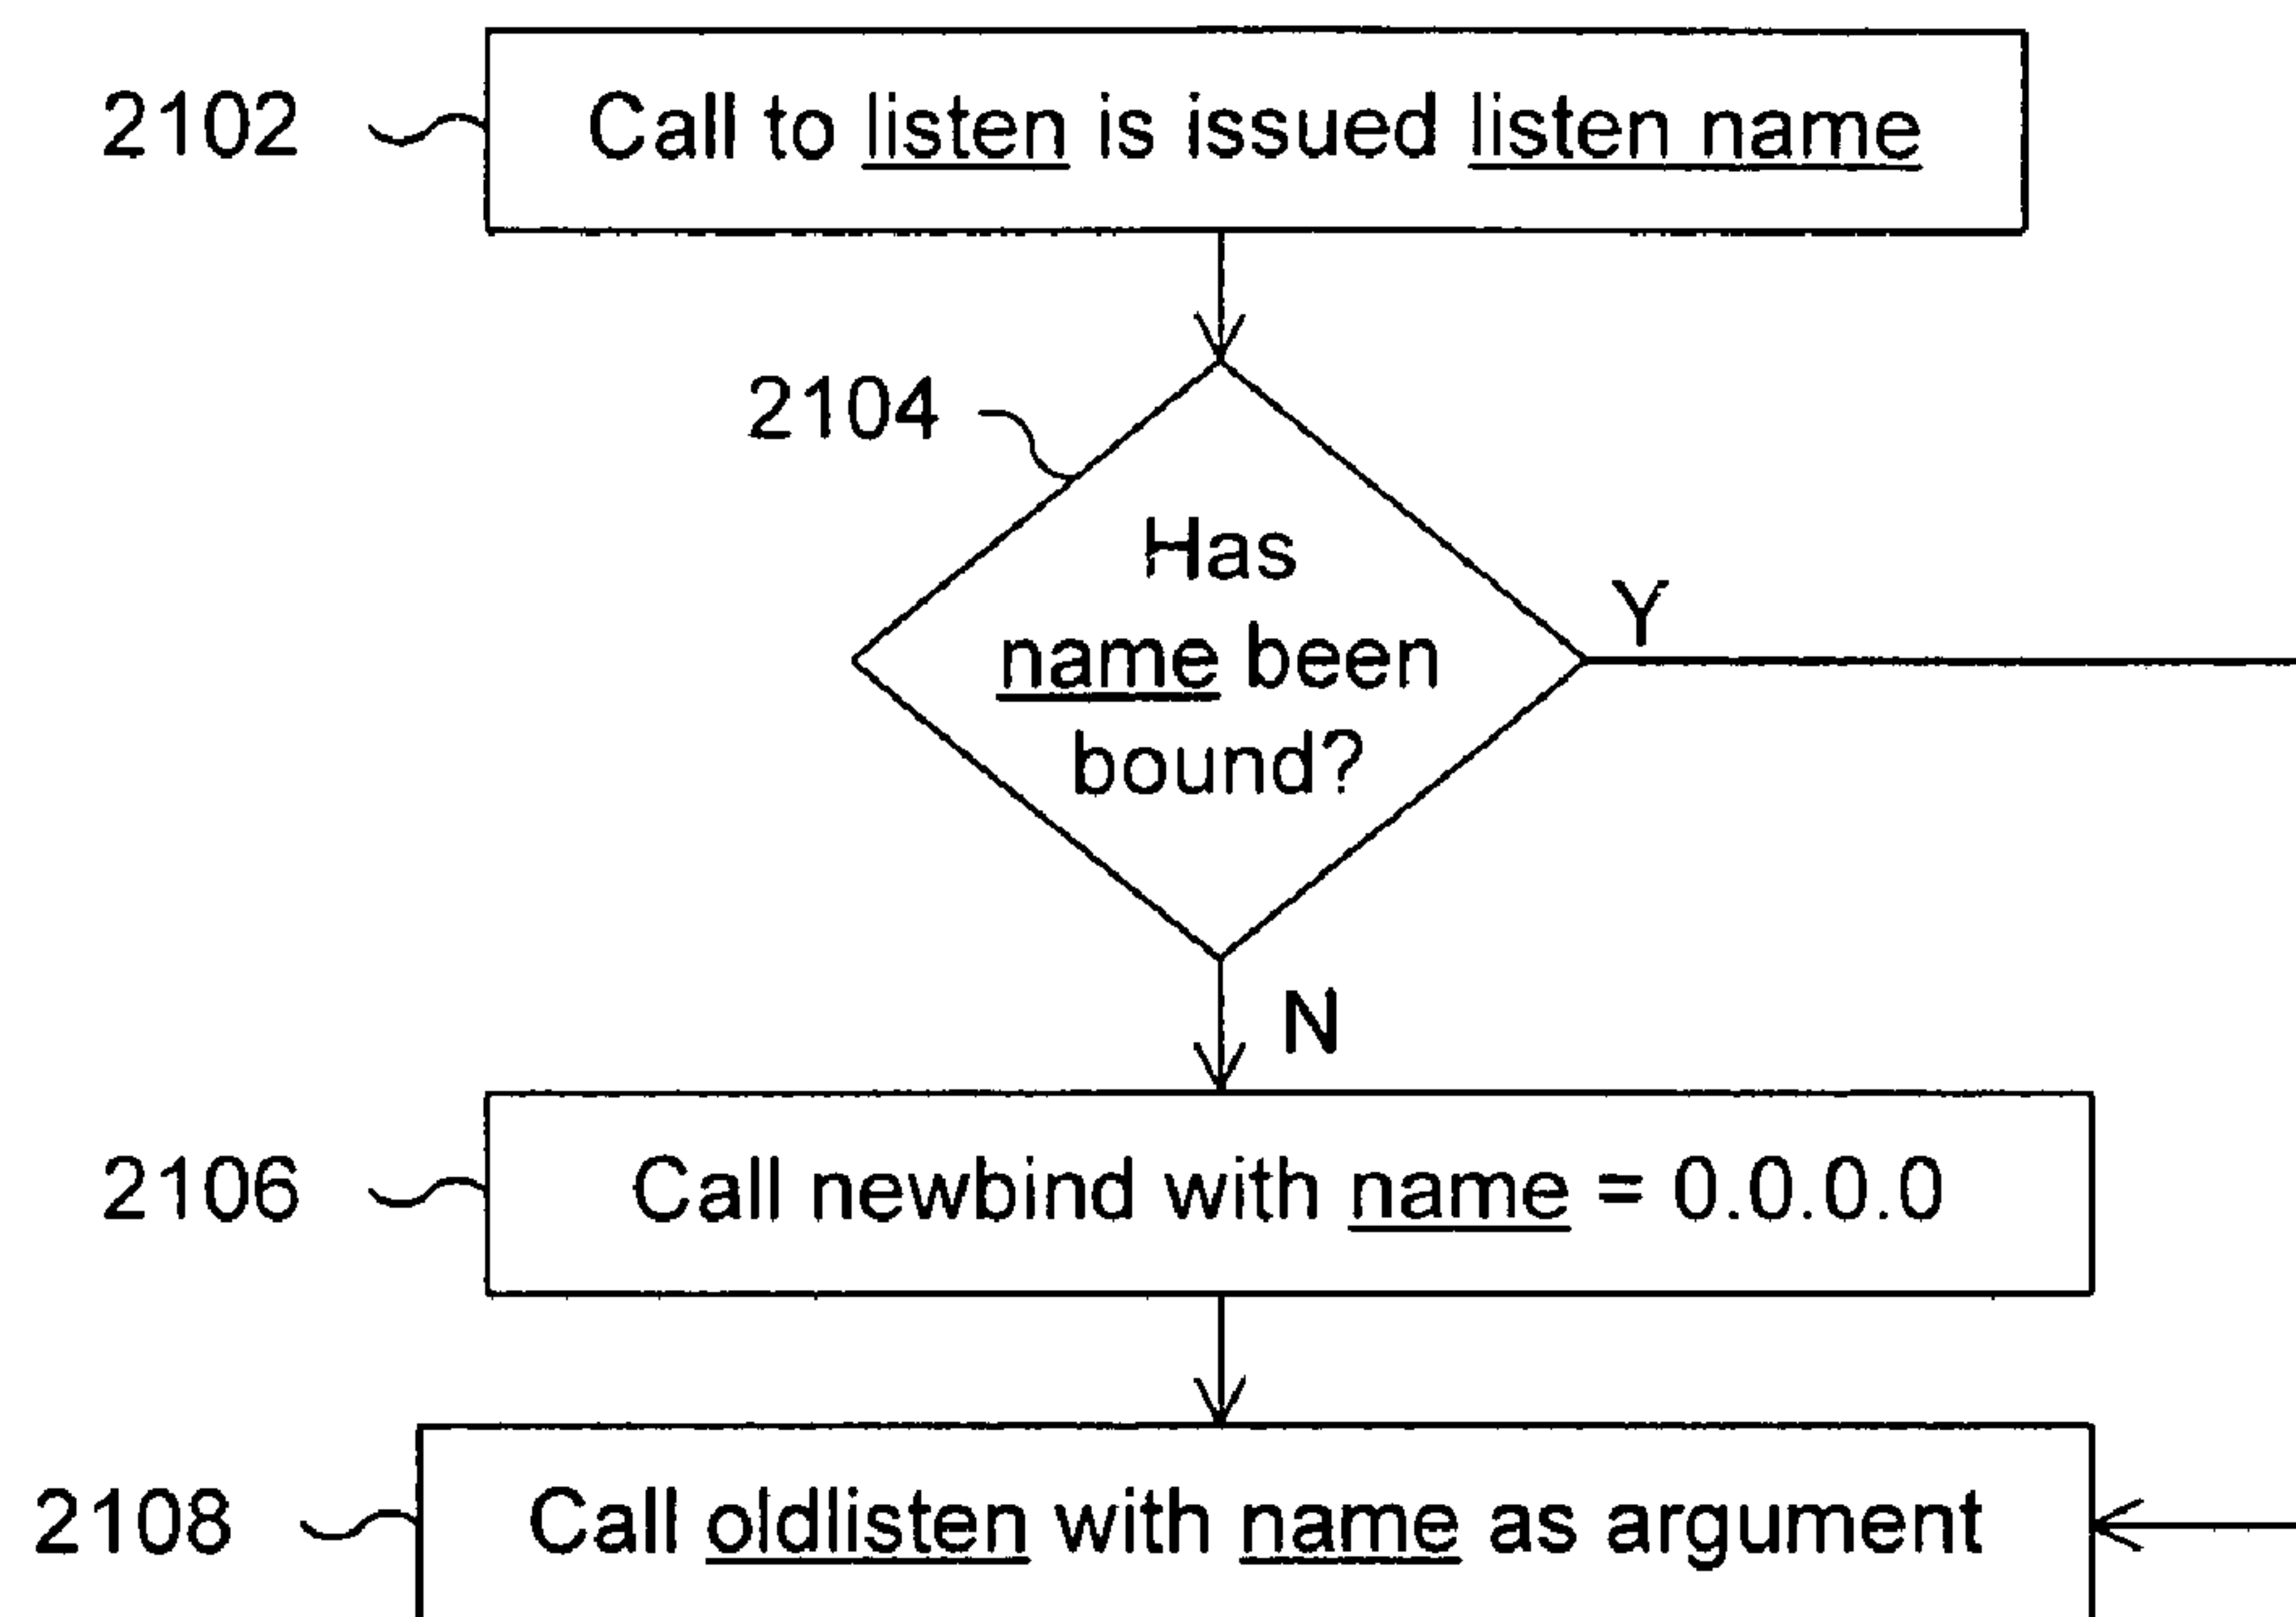 2102 Call to listen is issued listen name
2104
Has
name been
bound?
Y
N
2106 Call newbind with name = 0.0.0.0
2108 Call oldlisten with name as argument